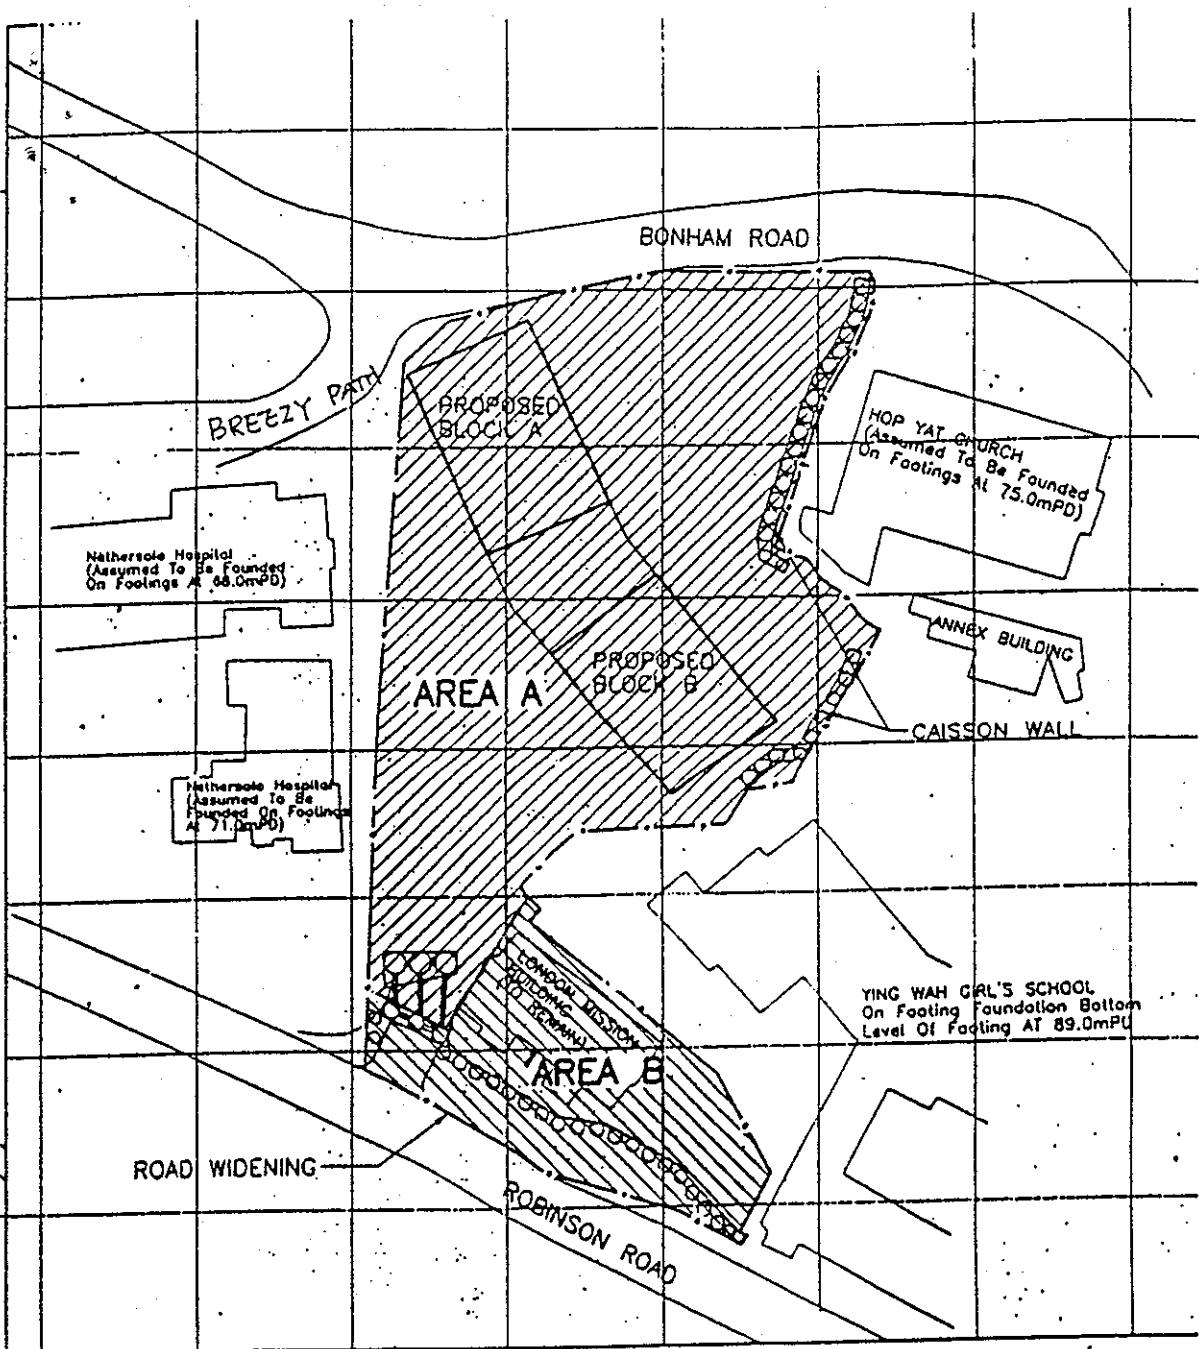 BONHAM ROAD
BREEZY PATH
PROPOSED
BLOCK A
HOP YAT CHURCH
(Assumed To Be Founded
On Footings At 75.0mPD)
Nethersole Hospital
(Assumed To Be Founded
On Footings At 68.0mPD)
ANNEX BUILDING
PROPOSED
BLOCK B
AREA A
CAISSON WALL
Nethersole Hospital
(Assumed To Be
Founded On Footings
At 71.0mPD)
LONDON MISSION
BUILDING
(TO REMAIN)
YING WAH GIRL'S SCHOOL
On Footing Foundation Bottom
Level Of Footing AT 89.0mPD
AREA B
ROAD WIDENING
ROBINSON ROAD